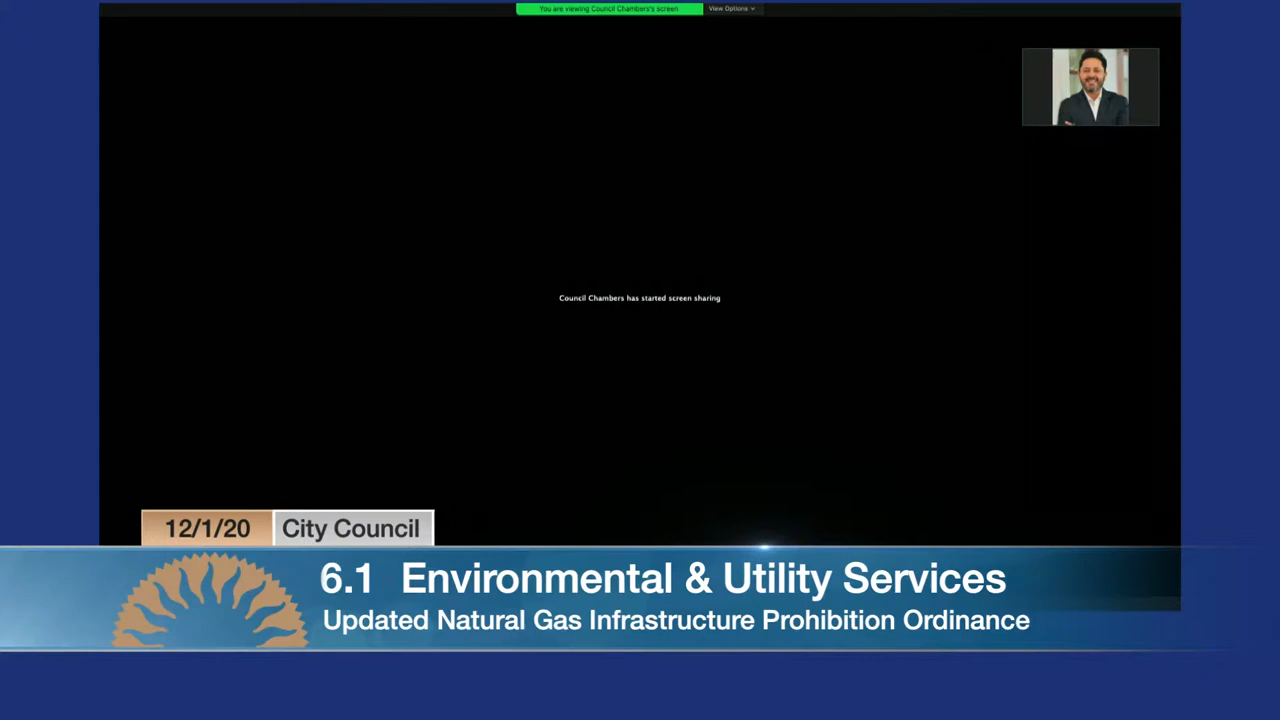 You are viewing Council Chambers's screen View Options
Council Chambers has started screen sharing
12/1/20 City Council
6.1 Environmental & Utility Services
Updated Natural Gas Infrastructure Prohibition Ordinance